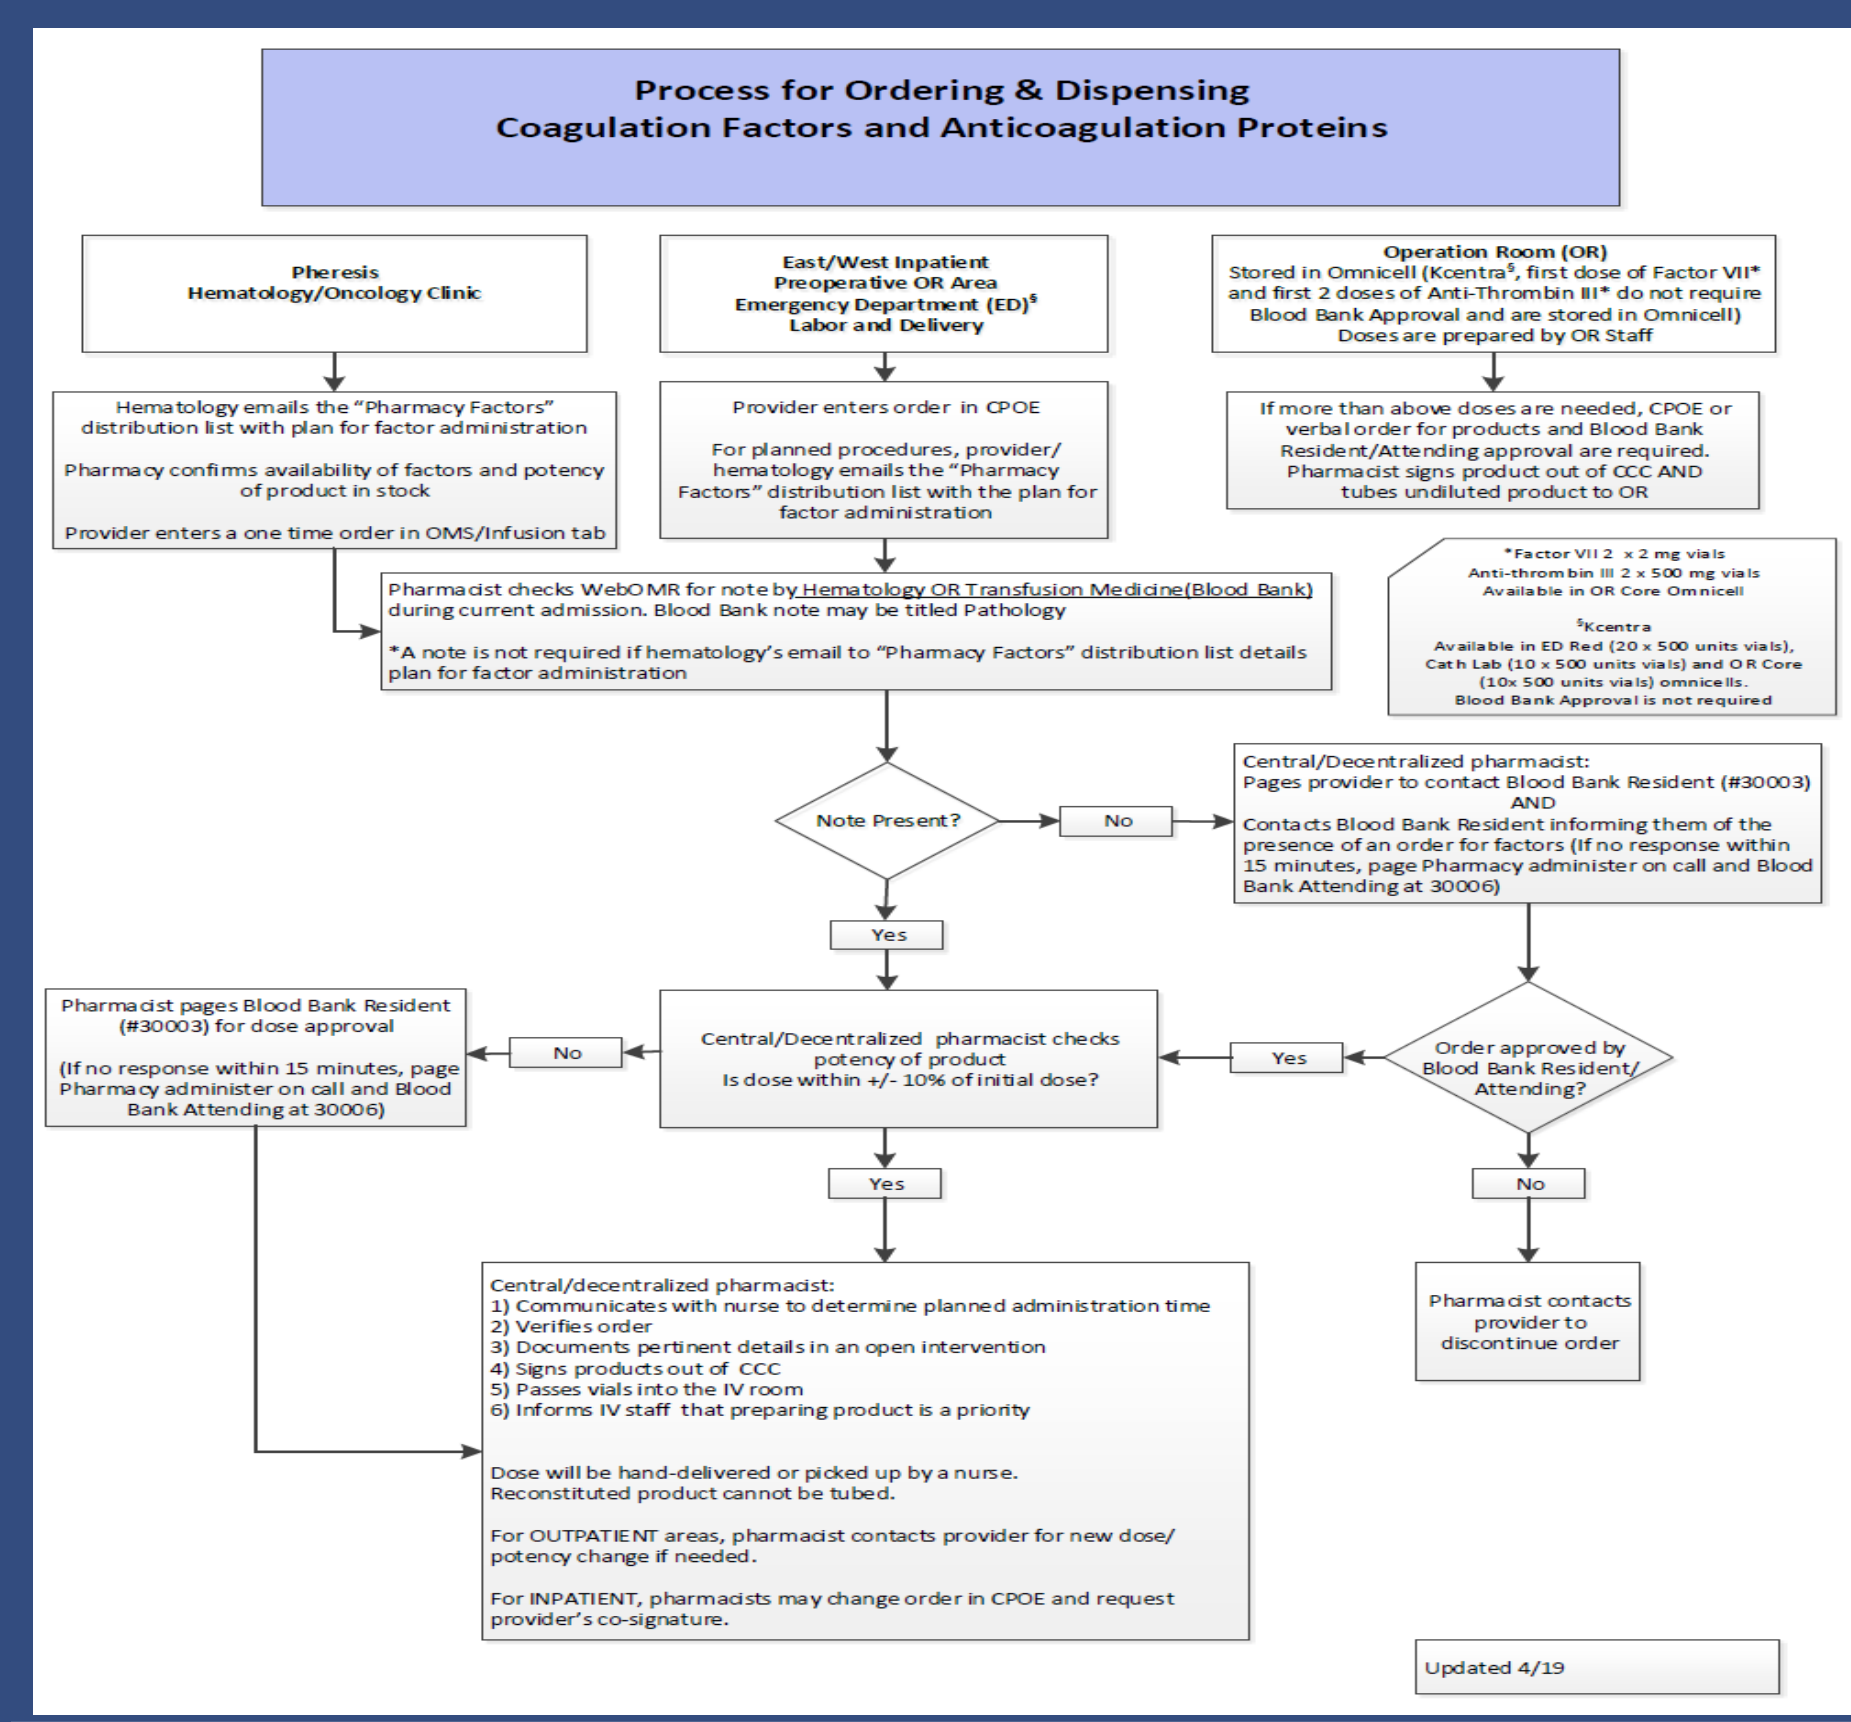 Process for Ordering & Dispensing
Coagulation Factors and Anticoagulation Proteins
Pheresis
Hematology/Oncology Clinic
East/West Inpatient
Preoperative OR Area
Emergency Department (ED)§
Labor and Delivery
Operation Room (OR)
Stored in Omnicell (Kcentra§, first dose of Factor VII*
and first 2 doses of Anti-Thrombin III* do not require
Blood Bank Approval and are stored in Omnicell)
Doses are prepared by OR Staff
Hematology emails the “Pharmacy Factors”
distribution list with plan for factor administration
Pharmacy confirms availability of factors and potency
of product in stock
Provider enters a one time order in OMS/Infusion tab
Provider enters order in CPOE
For planned procedures, provider/
hematology emails the “Pharmacy
Factors” distribution list with the plan for
factor administration
If more than above doses are needed, CPOE or
verbal order for products and Blood Bank
Resident/Attending approval are required.
Pharmacist signs product out of CCC AND
tubes undiluted product to OR
*Factor VII 2 x 2 mg vials
Anti-thrombin III 2 x 500 mg vials
Available in OR Core Omnicell
§Kcentra
Available in ED Red (20 x 500 units vials),
Cath Lab (10 x 500 units vials) and OR Core
(10x 500 units vials) omnicells.
Blood Bank Approval is not required
Pharmacist checks WebOMR for note by Hematology OR Transfusion Medicine(Blood Bank)
during current admission. Blood Bank note may be titled Pathology
*A note is not required if hematology’s email to “Pharmacy Factors” distribution list details
plan for factor administration
Note Present?
No
Central/Decentralized pharmacist:
Pages provider to contact Blood Bank Resident (#30003)
AND
Contacts Blood Bank Resident informing them of the
presence of an order for factors (If no response within
15 minutes, page Pharmacy administer on call and Blood
Bank Attending at 30006)
Yes
Pharmacist pages Blood Bank Resident
(#30003) for dose approval
(If no response within 15 minutes, page
Pharmacy administer on call and Blood
Bank Attending at 30006)
No
Central/Decentralized pharmacist checks
potency of product
Is dose within +/- 10% of initial dose?
Yes
Order approved by
Blood Bank Resident/
Attending?
Yes
No
Central/decentralized pharmacist:
1) Communicates with nurse to determine planned administration time
2) Verifies order
3) Documents pertinent details in an open intervention
4) Signs products out of CCC
5) Passes vials into the IV room
6) Informs IV staff that preparing product is a priority
Dose will be hand-delivered or picked up by a nurse.
Reconstituted product cannot be tubed.
For OUTPATIENT areas, pharmacist contacts provider for new dose/
potency change if needed.
For INPATIENT, pharmacists may change order in CPOE and request
provider’s co-signature.
Pharmacist contacts
provider to
discontinue order
Updated 4/19